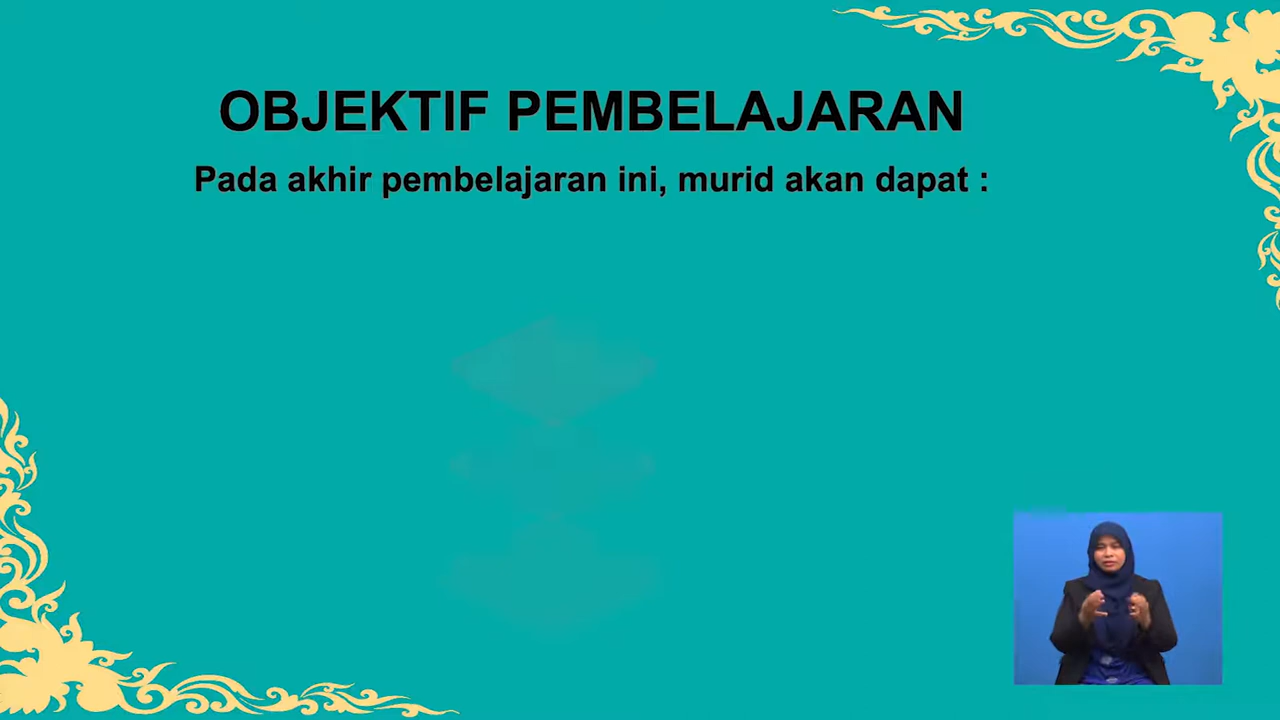 OBJEKTIF PEMBELAJARAN
Pada akhir pembelajaran ini, murid akan dapat :